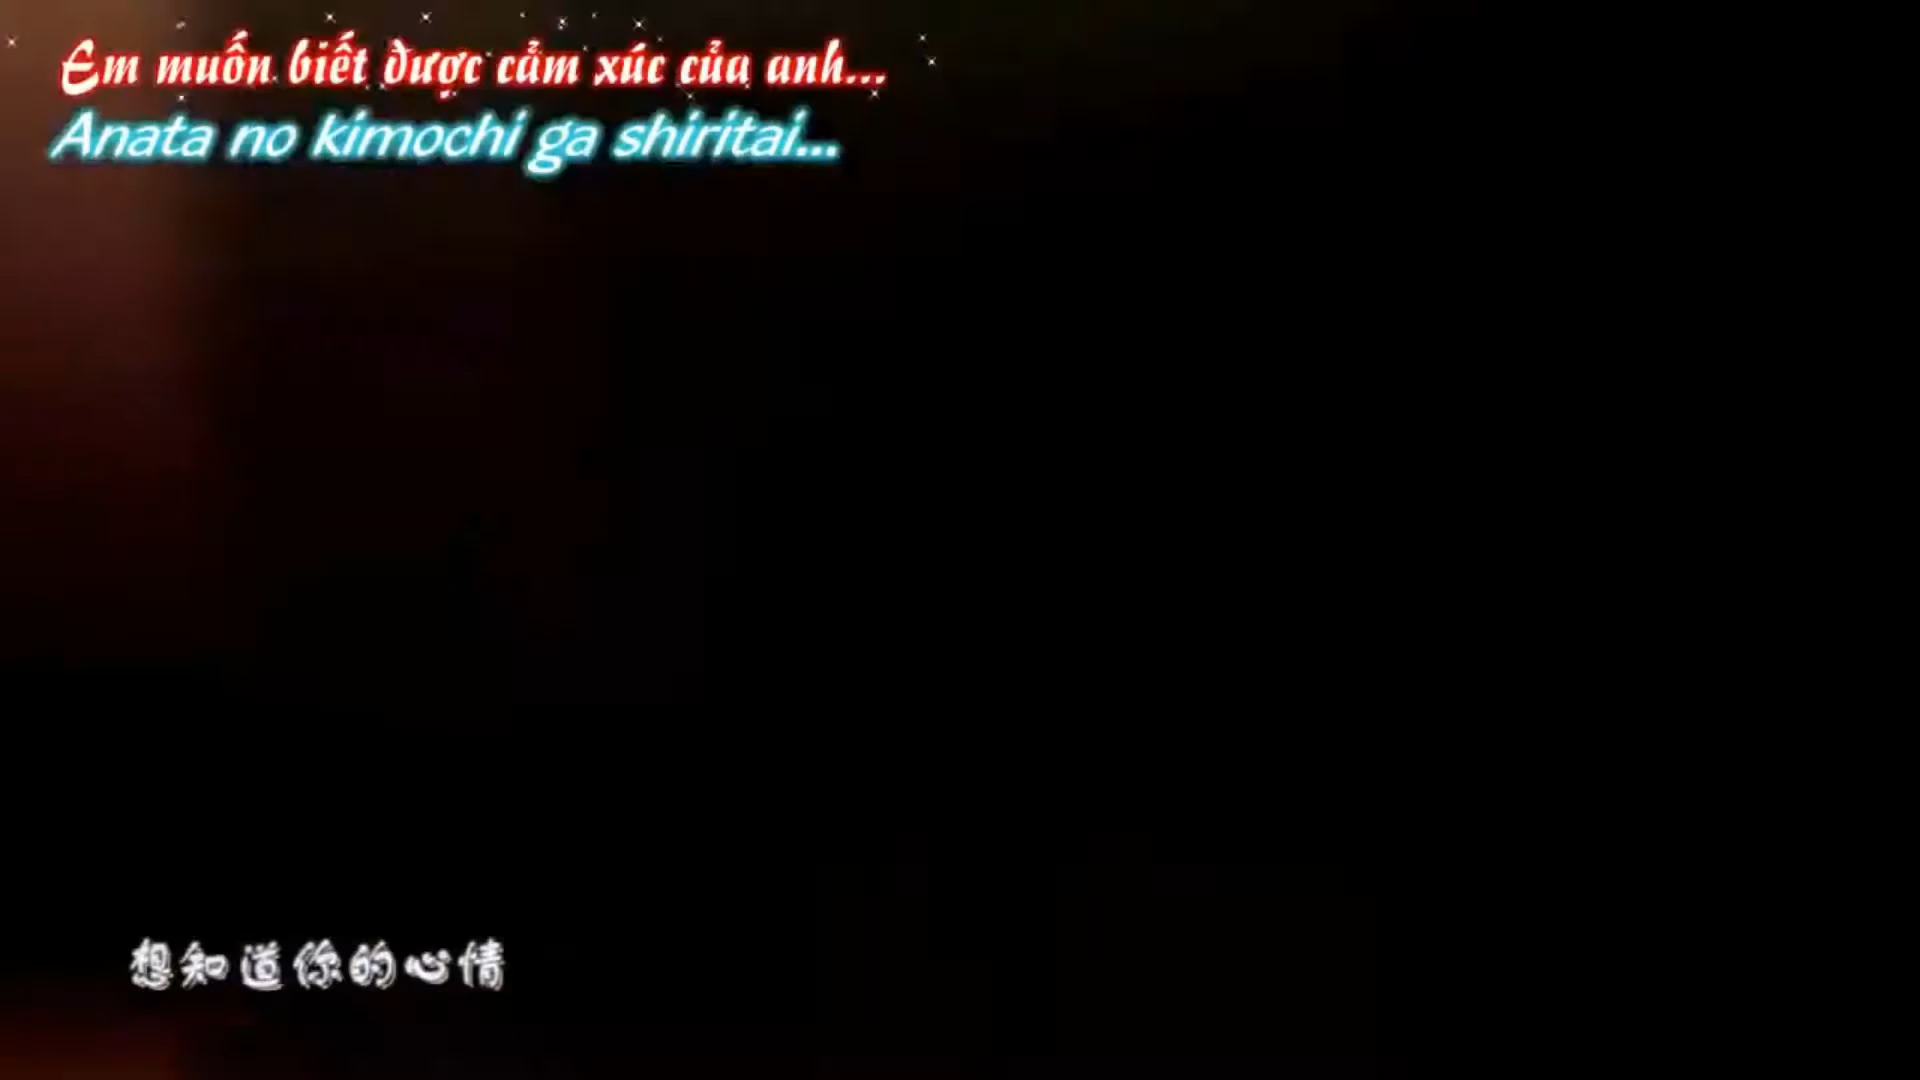 Em muốn biết được cảm xúc của anh...
Anata no kimochi ga shiritai...
想知道你的心情